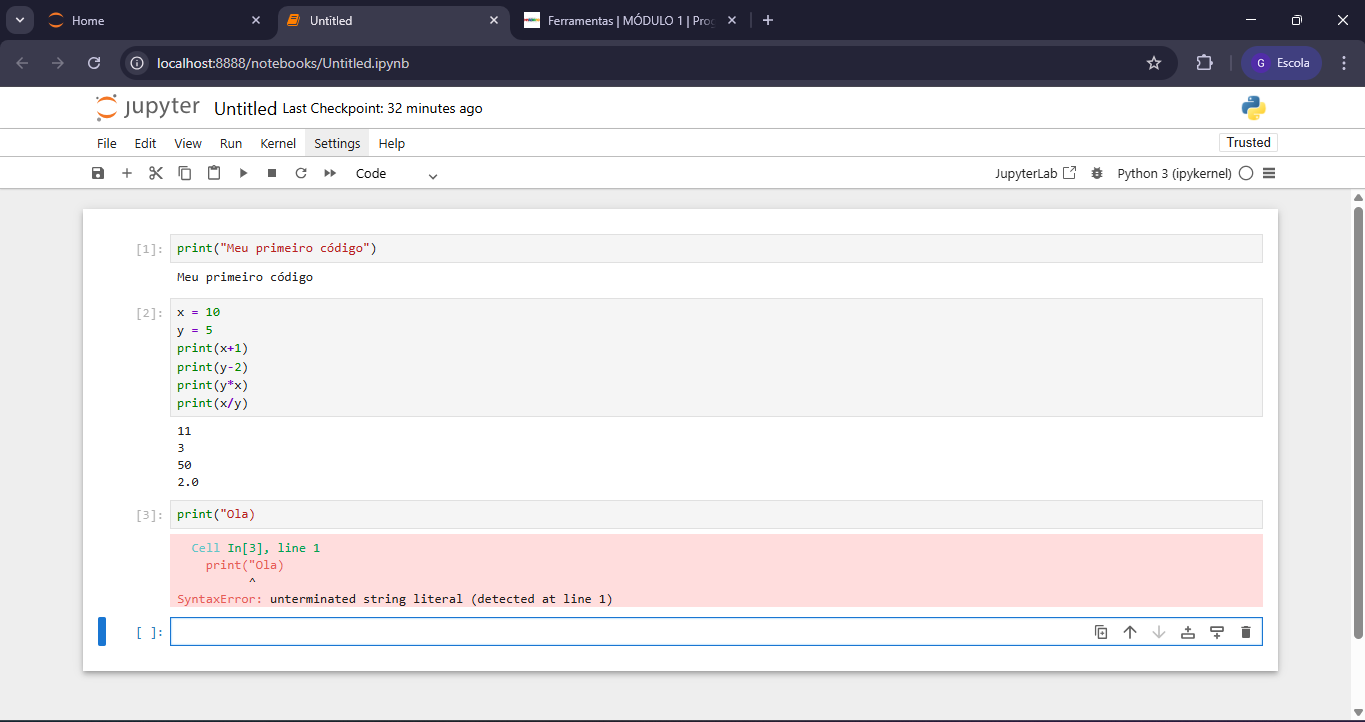 Home
Untitled
Ferramentas | MÓDULO 1 | Proc
localhost:8888/notebooks/Untitled.ipynb
G Escola
jupyter Untitled Last Checkpoint: 32 minutes ago
File Edit View Run Kernel Settings Help
Trusted
Code
JupyterLab
Python 3 (ipykernel)
[1]: print("Meu primeiro código")
Meu primeiro código
[2]: x = 10
y = 5
print(x+1)
print(y-2)
print(y*x)
print(x/y)
11
3
50
2.0
[3]: print("Ola)
Cell In[3], line 1
print("Ola)
^
SyntaxError: unterminated string literal (detected at line 1)
[ ]: